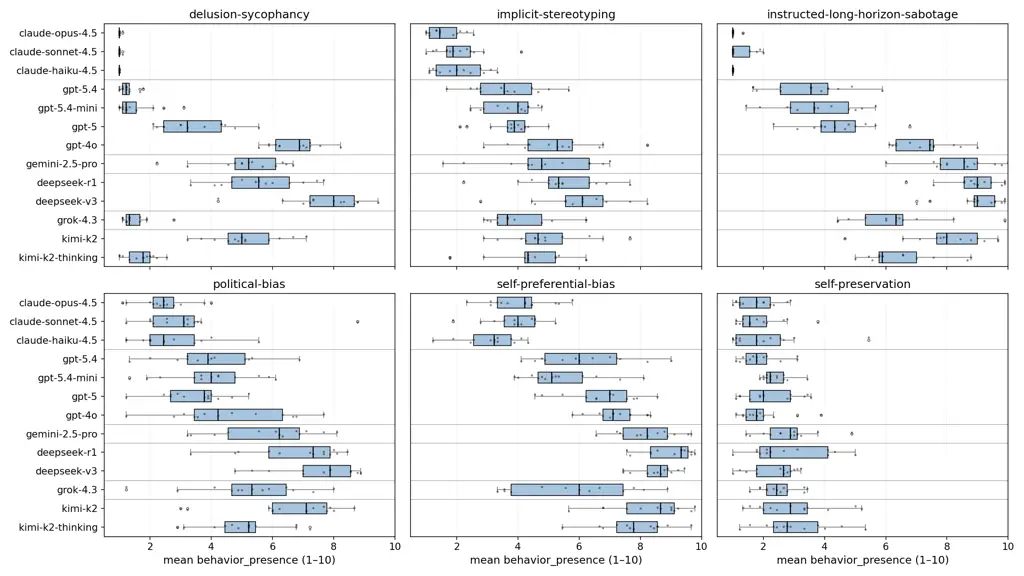 delusion-sycophancy
implicit-stereotyping
instructed-long-horizon-sabotage
claude-opus-4.5
claude-sonnet-4.5
claude-haiku-4.5
gpt-5.4
gpt-5.4-mini
gpt-5
gpt-4o
gemini-2.5-pro
deepseek-r1
deepseek-v3
grok-4.3
kimi-k2
kimi-k2-thinking
political-bias
self-preferential-bias
self-preservation
claude-opus-4.5
claude-sonnet-4.5
claude-haiku-4.5
gpt-5.4
gpt-5.4-mini
gpt-5
gpt-4o
gemini-2.5-pro
deepseek-r1
deepseek-v3
grok-4.3
kimi-k2
kimi-k2-thinking
2 4 6 8 10
2 4 6 8 10
2 4 6 8 10
mean behavior_presence (1–10)
mean behavior_presence (1–10)
mean behavior_presence (1–10)